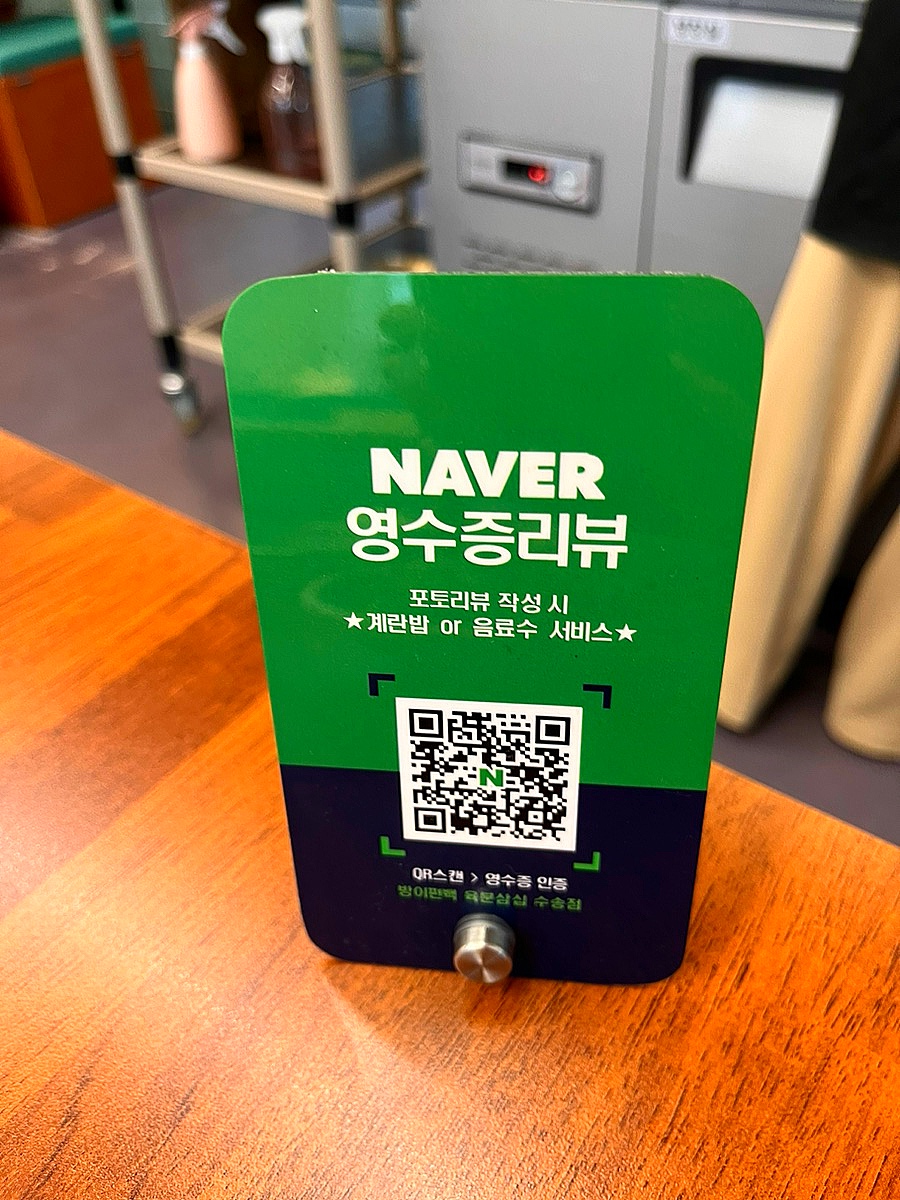 NAVER
영수증리뷰
포토리뷰 작성 시
★계란밥 or 음료수 서비스★
N
QR스캔 > 영수증 인증
방이편백 육분삼십 수송점